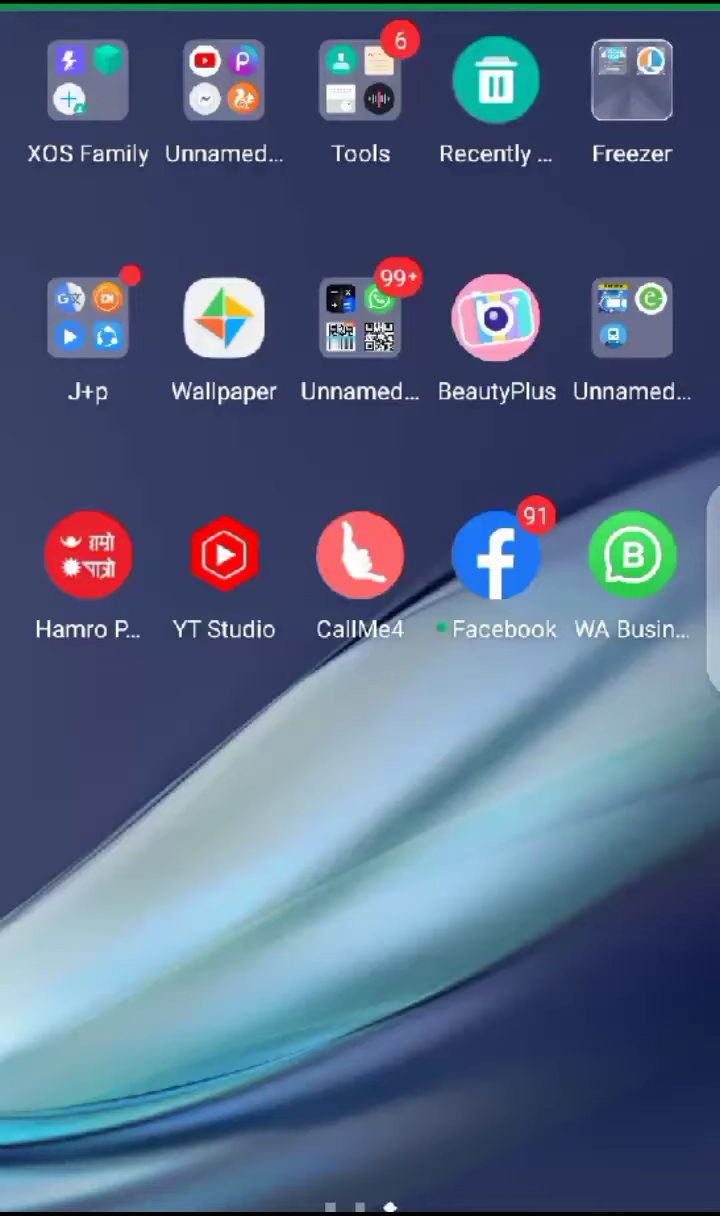 6
XOS Family
Unnamed...
Tools
Recently ...
Freezer
99+
J+p
Wallpaper
Unnamed...
BeautyPlus
Unnamed...
हाम्रो
पात्रो
91
B
Hamro P...
YT Studio
CallMe4
Facebook
WA Busin...